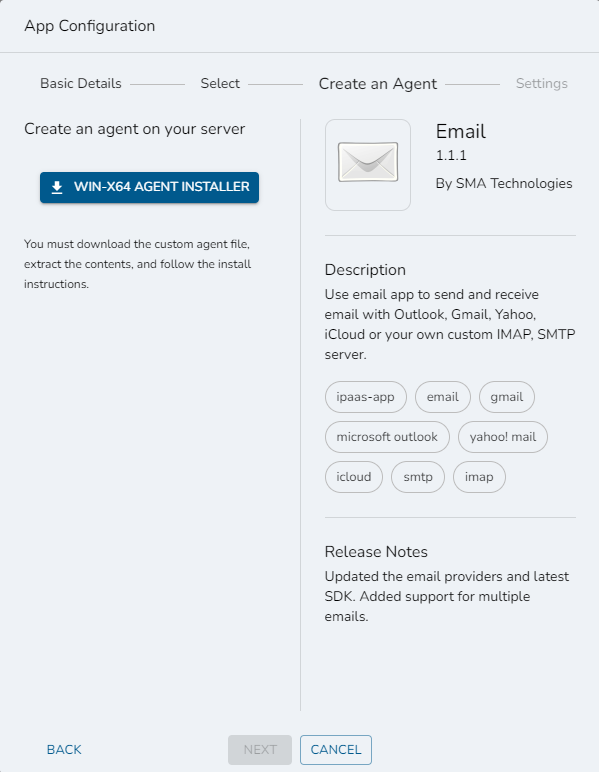 App Configuration
Basic Details
Select
Create an Agent
Settings
Create an agent on your server
WIN-X64 AGENT INSTALLER
You must download the custom agent file,
extract the contents, and follow the install
instructions.
Email
1.1.1
By SMA Technologies
Description
Use email app to send and receive
email with Outlook, Gmail, Yahoo,
iCloud or your own custom IMAP, SMTP
server.
ipaas-app email gmail
microsoft outlook yahoo! mail
icloud smtp imap
Release Notes
Updated the email providers and latest
SDK. Added support for multiple
emails.
BACK
NEXT
CANCEL